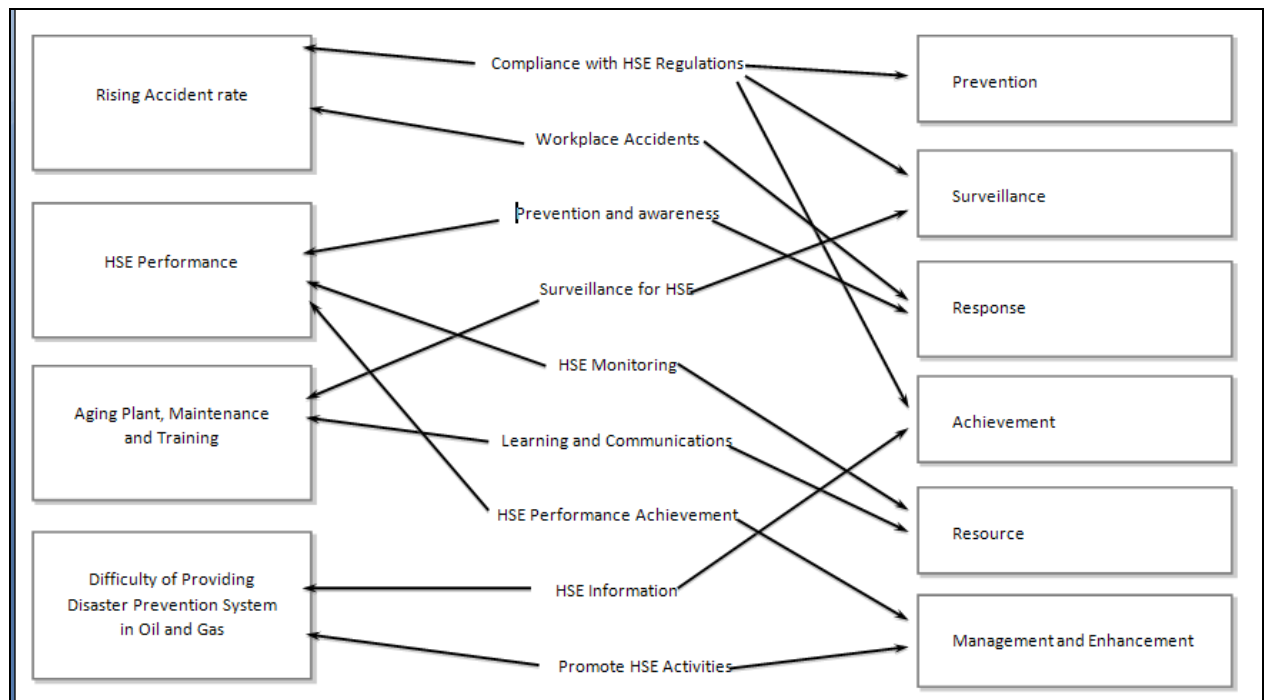 Rising Accident rate
HSE Performance
Aging Plant, Maintenance
and Training
Difficulty of Providing
Disaster Prevention System
in Oil and Gas
Compliance with HSE Regulations
Workplace Accidents
Prevention and awareness
Surveillance for HSE
HSE Monitoring
Learning and Communications
HSE Performance Achievement
HSE Information
Promote HSE Activities
Prevention
Surveillance
Response
Achievement
Resource
Management and Enhancement